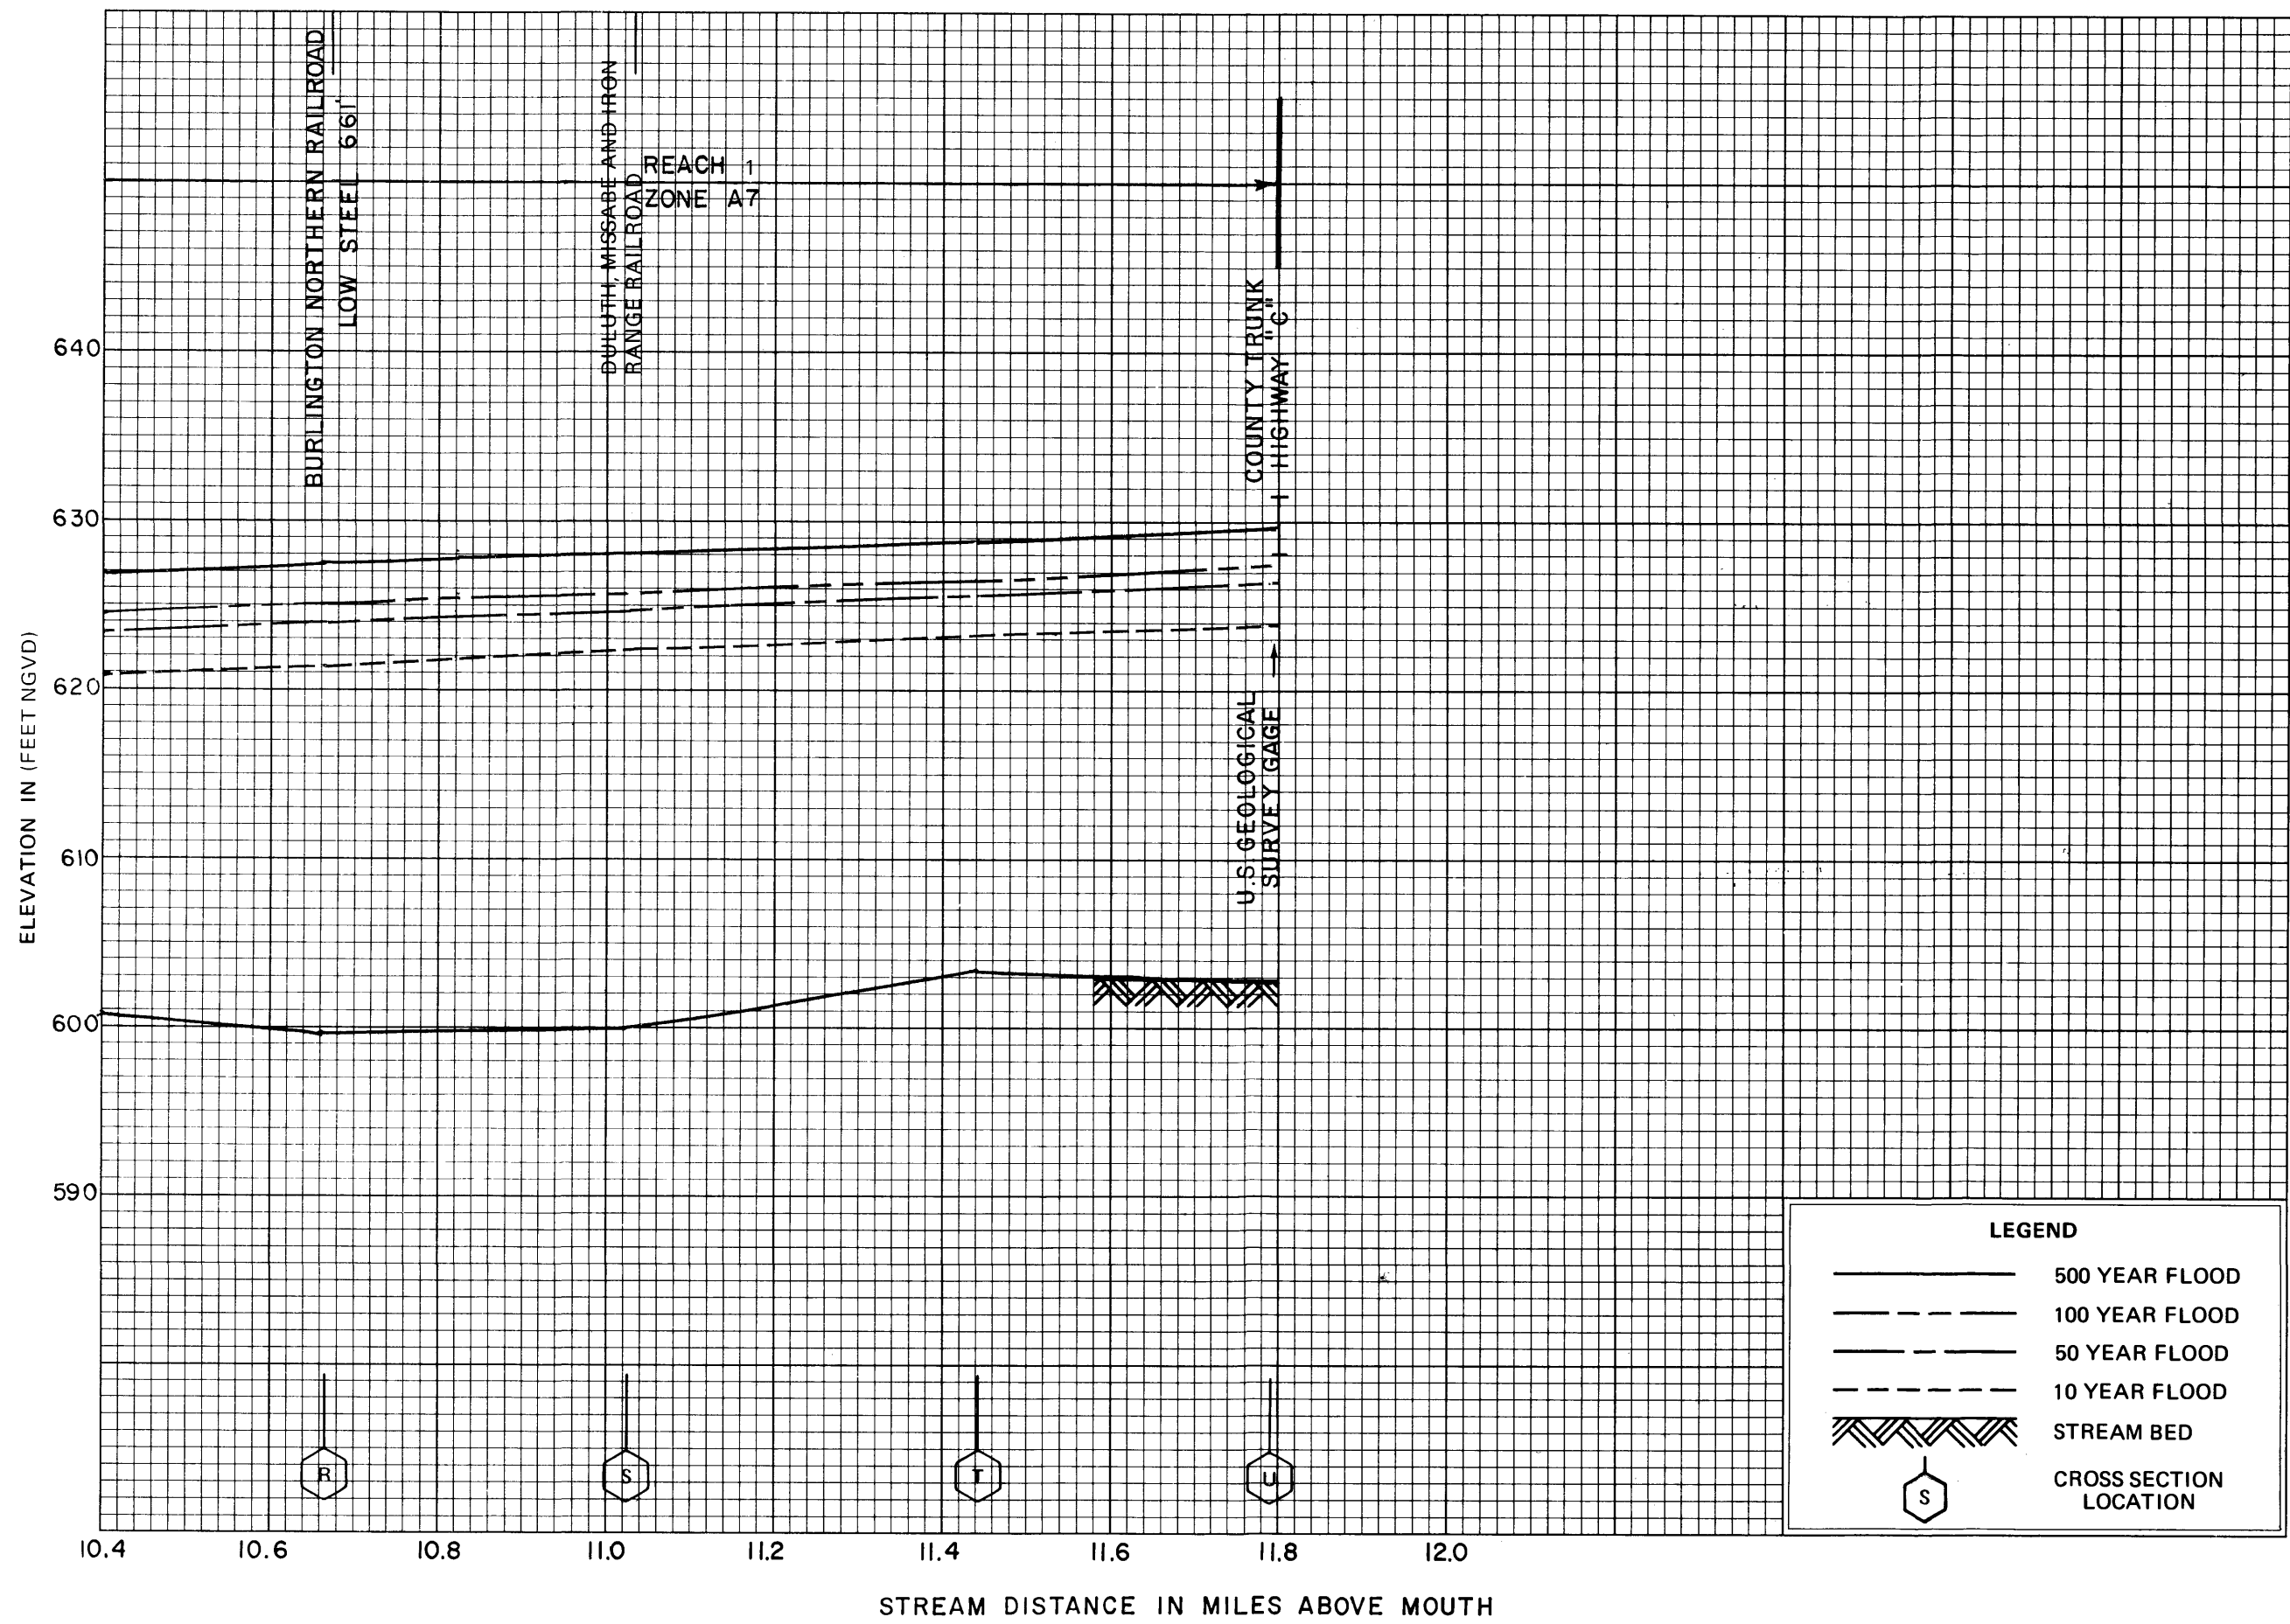 BURLINGTON NORTHERN RAILROAD
LOW STEEL 661'
DULUTH, MISSABE AND IRON
RANGE RAILROAD
REACH 1
ZONE A7
COUNTY TRUNK
HIGHWAY "C"
U.S. GEOLOGICAL
SURVEY GAGE
ELEVATION IN (FEET NGVD)
640
630
620
610
600
590
R
S
T
U
10.4
10.6
10.8
11.0
11.2
11.4
11.6
11.8
12.0
STREAM DISTANCE IN MILES ABOVE MOUTH
LEGEND
500 YEAR FLOOD
100 YEAR FLOOD
50 YEAR FLOOD
10 YEAR FLOOD
STREAM BED
S
CROSS SECTION
LOCATION